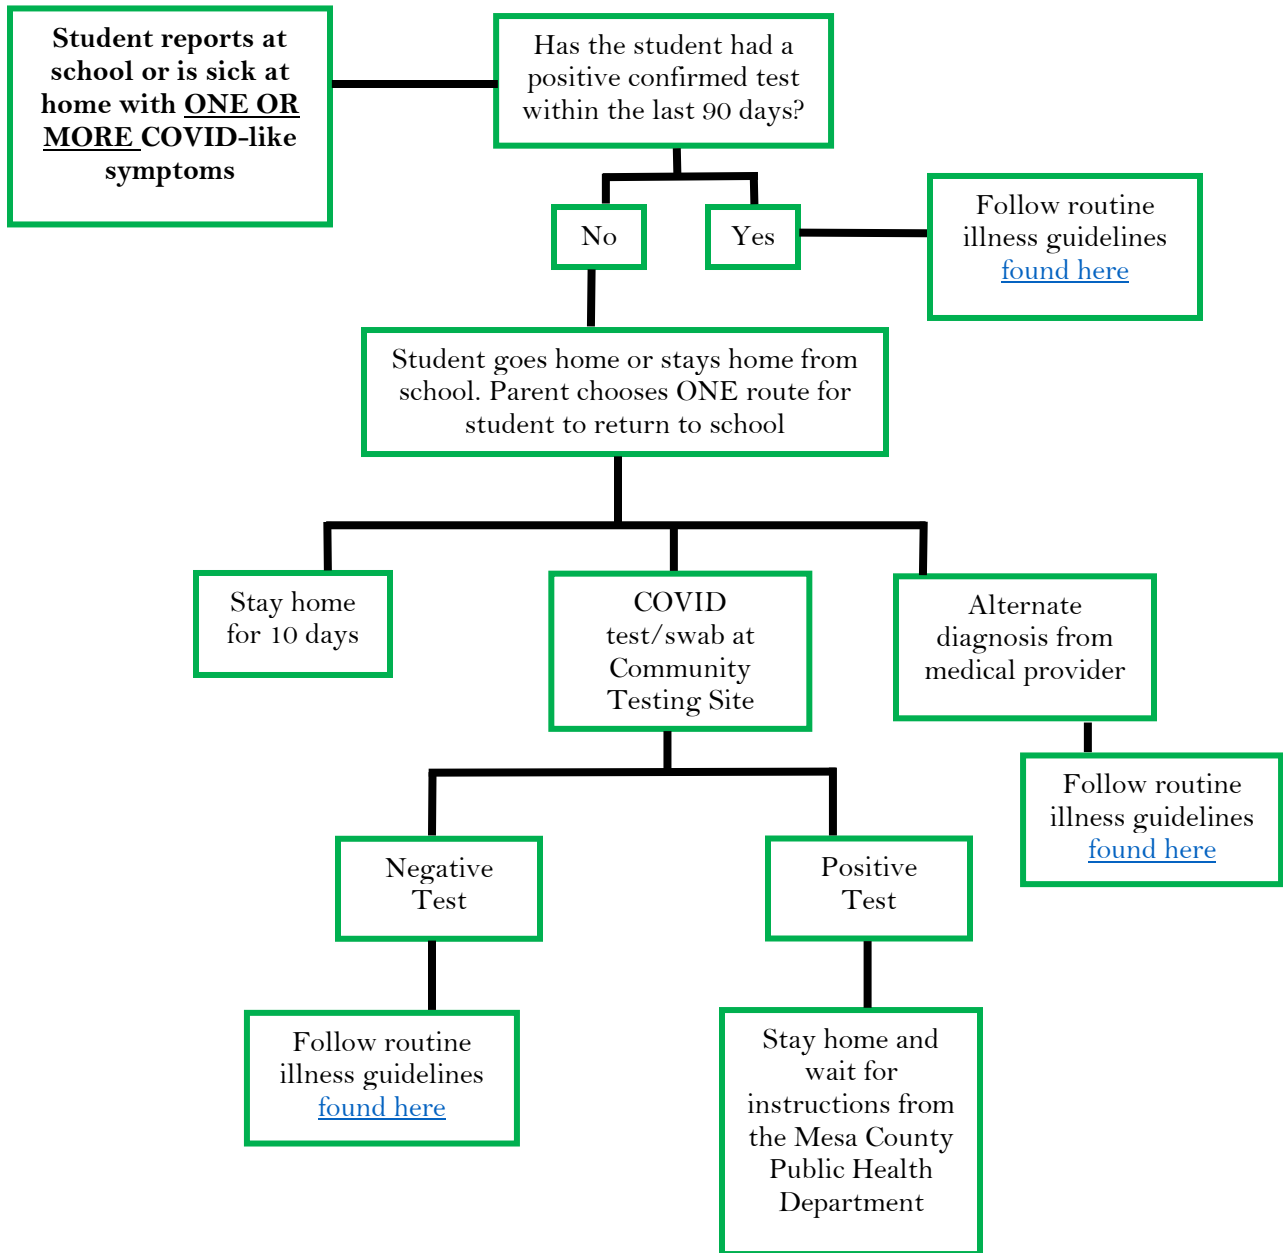 Student reports at
school or is sick at
home with ONE OR
MORE COVID-like
symptoms
Has the student had a
positive confirmed test
within the last 90 days?
No
Yes
Follow routine
illness guidelines
found here
Student goes home or stays home from
school. Parent chooses ONE route for
student to return to school
Stay home
for 10 days
COVID
test/swab at
Community
Testing Site
Alternate
diagnosis from
medical provider
Follow routine
illness guidelines
found here
Negative
Test
Positive
Test
Follow routine
illness guidelines
found here
Stay home and
wait for
instructions from
the Mesa County
Public Health
Department